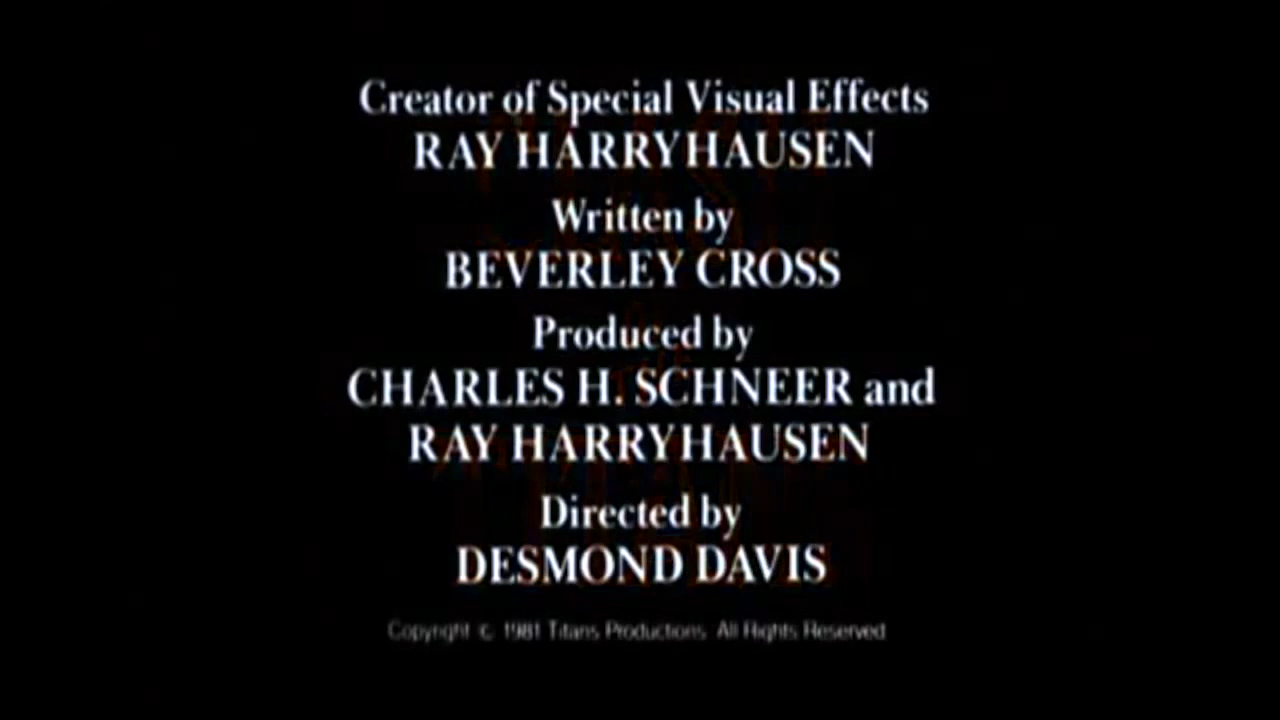 Creator of Special Visual Effects
RAY HARRYHAUSEN
Written by
BEVERLEY CROSS
Produced by
CHARLES H. SCHNEER and
RAY HARRYHAUSEN
Directed by
DESMOND DAVIS
Copyright © 1981 Titans Productions All Rights Reserved